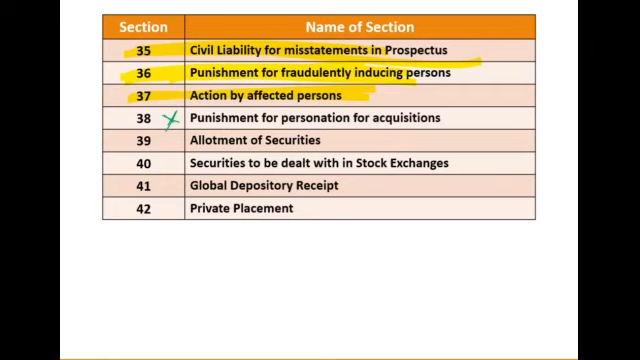 Section Name of Section
35 Civil Liability for misstatements in Prospectus
36 Punishment for fraudulently inducing persons
37 Action by affected persons
38 Punishment for personation for acquisitions
39 Allotment of Securities
40 Securities to be dealt with in Stock Exchanges
41 Global Depository Receipt
42 Private Placement